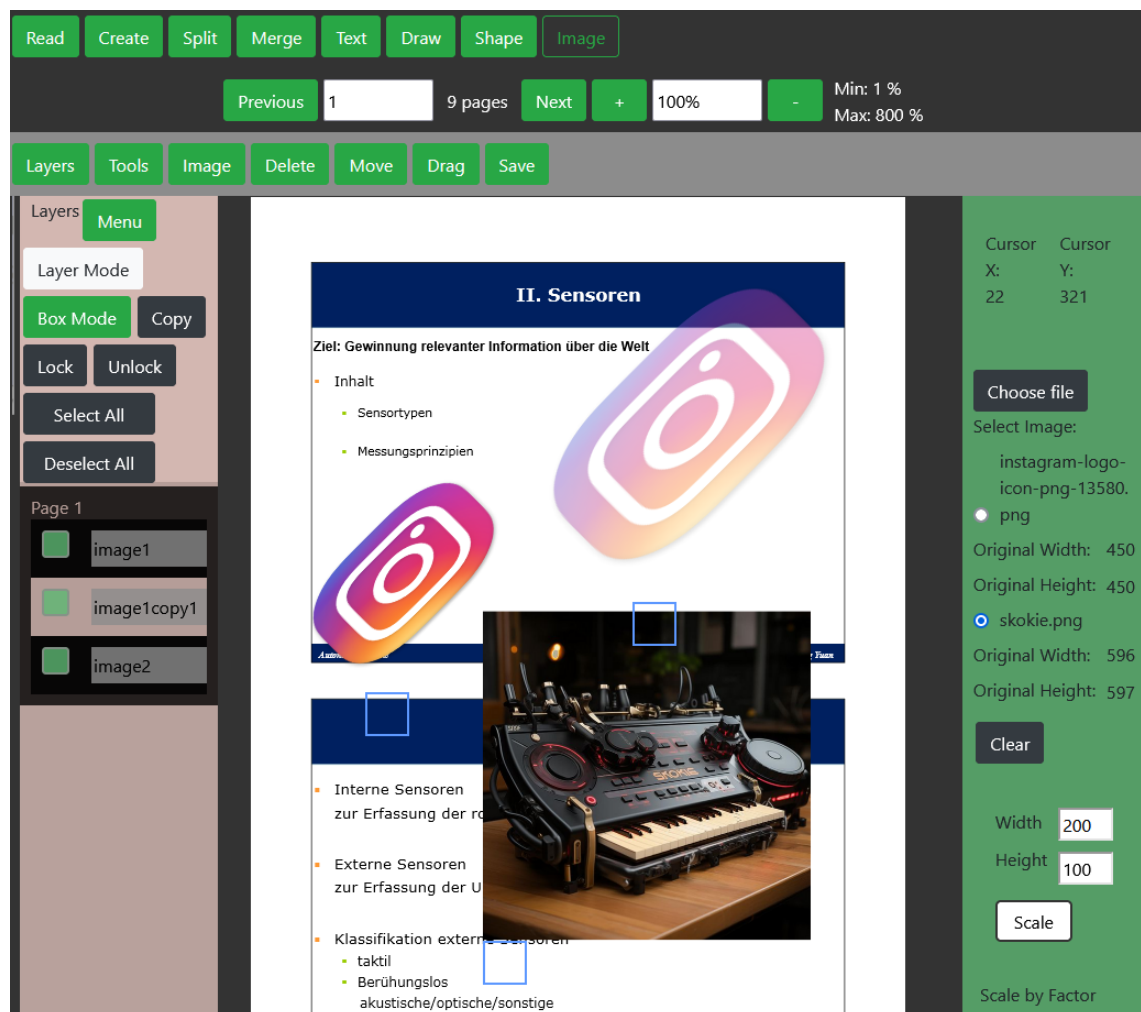 Read Create Split Merge Text Draw Shape Image
Previous 1 9 pages Next + 100% - Min: 1 %
Max: 800 %
Layers Tools Image Delete Move Drag Save
Layers Menu
Layer Mode
Box Mode Copy
Lock Unlock
Select All
Deselect All
Page 1
image1
image1copy1
image2
II. Sensoren
Ziel: Gewinnung relevanter Information über die Welt
Inhalt
Sensortypen
Messungsprinzipien
Yuan
SKOKIE
Interne Sensoren
zur Erfassung der
Externe Sensoren
zur Erfassung der U
Klassifikation externe Sensoren
taktil
Berühungslos
akustische/optische/sonstige
Cursor Cursor
X: Y:
22 321
Choose file
Select Image:
instagram-logo-
icon-png-13580.
png
Original Width: 450
Original Height: 450
skokie.png
Original Width: 596
Original Height: 597
Clear
Width 200
Height 100
Scale
Scale by Factor